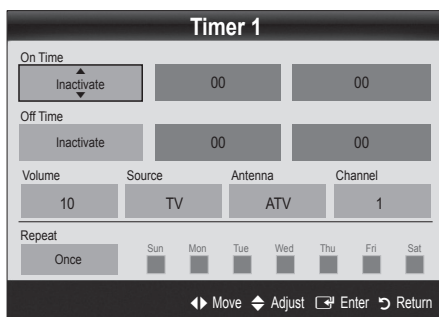 Timer 1
On Time
Inactivate 00 00
Off Time
Inactivate 00 00
Volume Source Antenna Channel
10 TV ATV 1
Repeat
Sun Mon Tue Wed Thu Fri Sat
Once
Move Adjust Enter Return